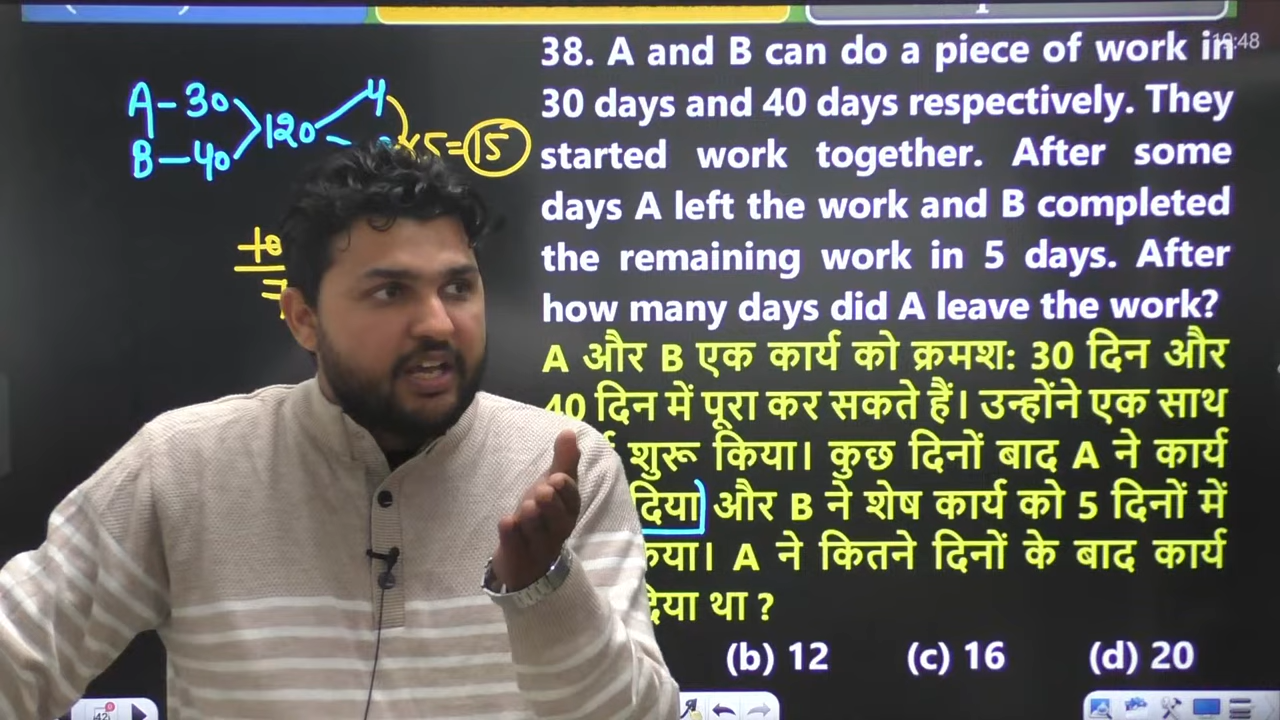 19:48
38. A and B can do a piece of work in
30 days and 40 days respectively. They
started work together. After some
days A left the work and B completed
the remaining work in 5 days. After
how many days did A leave the work?
A और B एक कार्य को क्रमश: 30 दिन और
40 दिन में पूरा कर सकते हैं। उन्होंने एक साथ
शुरू किया। कुछ दिनों बाद A ने कार्य
दिया और B ने शेष कार्य को 5 दिनों में
A ने कितने दिनों के बाद कार्य
था ?
(b) 12 (c) 16 (d) 20
A-30
B-40
120
4
×5=15